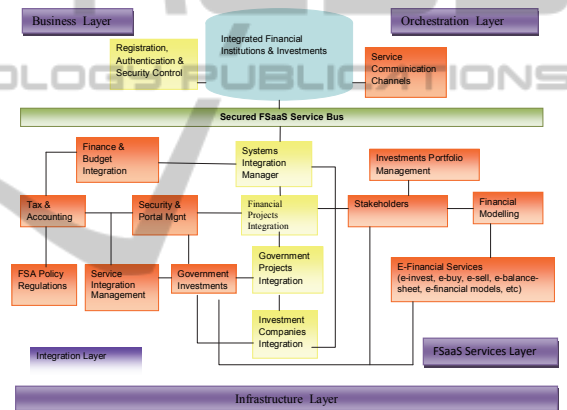 Business Layer
Orchestration Layer
Integrated Financial
Institutions & Investments
Registration,
Authentication &
Security Control
Service
Communication
Channels
OLOGY PUBLICATIONS
Secured FSaaS Service Bus
Finance &
Budget
Integration
Systems
Integration
Manager
Investments Portfolio
Management
Tax &
Accounting
Security &
Portal Mgnt
Financial
Projects
Integration
Stakeholders
Financial
Modelling
FSA Policy
Regulations
Service
Integration
Management
Government
Investments
Government
Projects
Integration
E-Financial Services
(e-invest, e-buy, e-sell, e-balance-
sheet, e-financial models, etc)
Investment
Companies
Integration
Integration Layer
FSaaS Services Layer
Infrastructure Layer